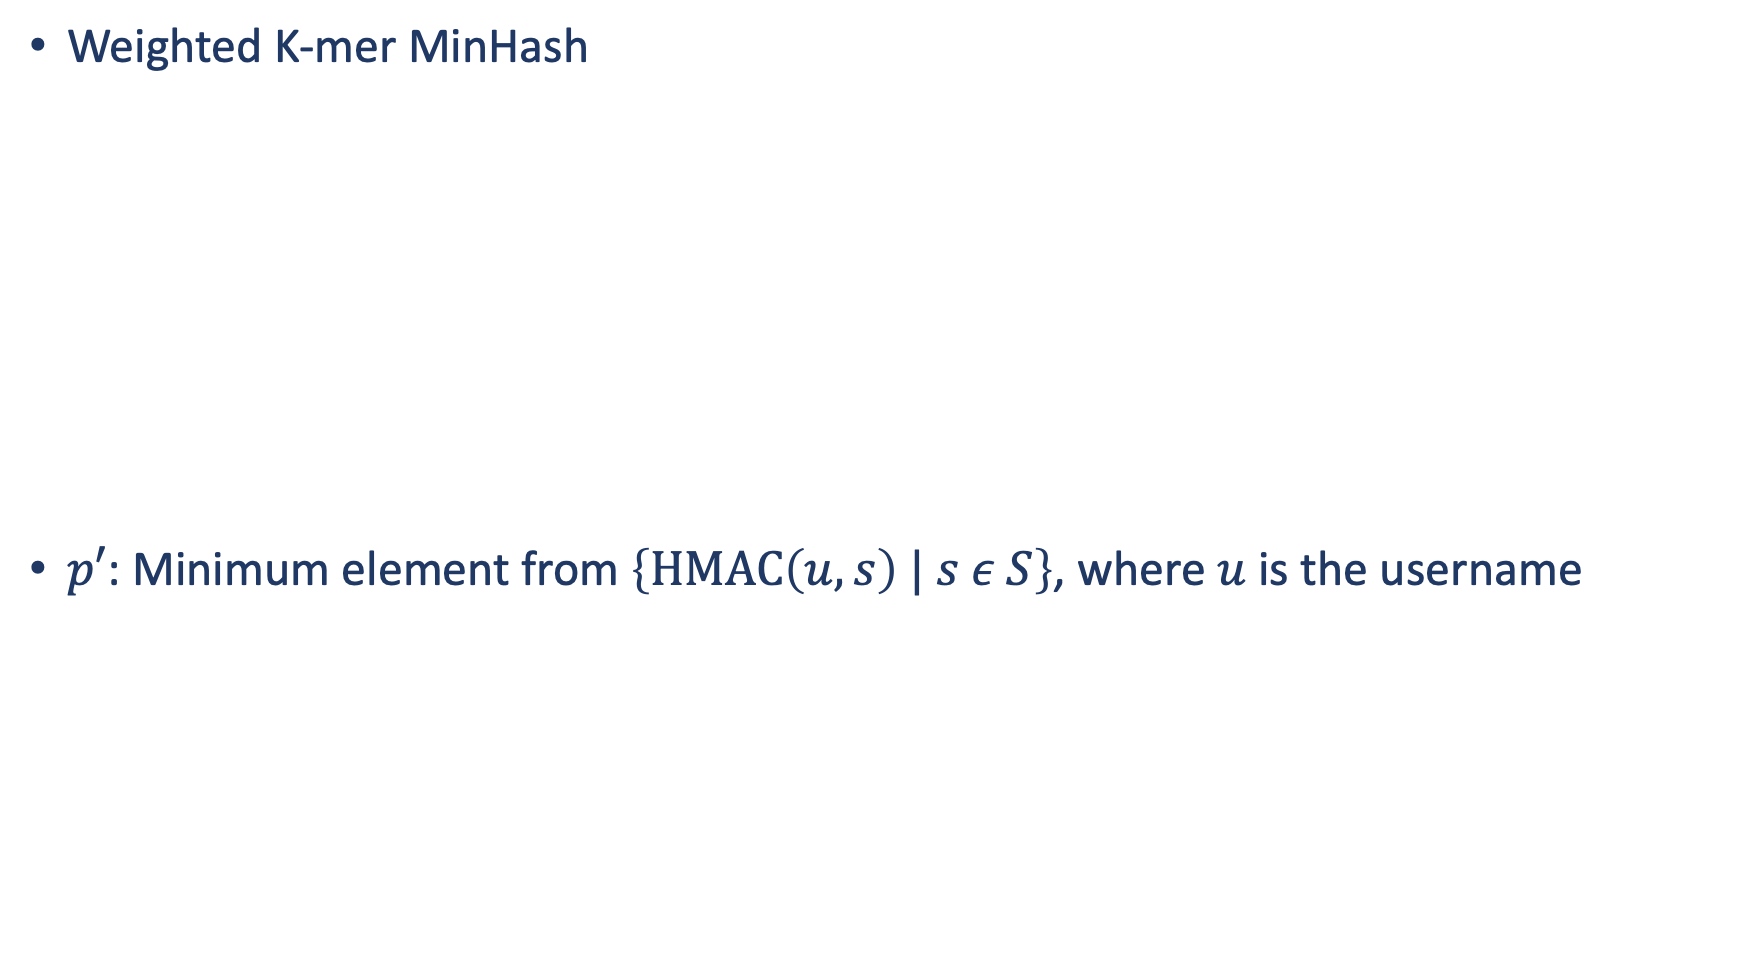 • Weighted K-mer MinHash
• 𝑝′: Minimum element from {HMAC(𝑢, 𝑠) | 𝑠 ϵ 𝑆}, where 𝑢 is the username